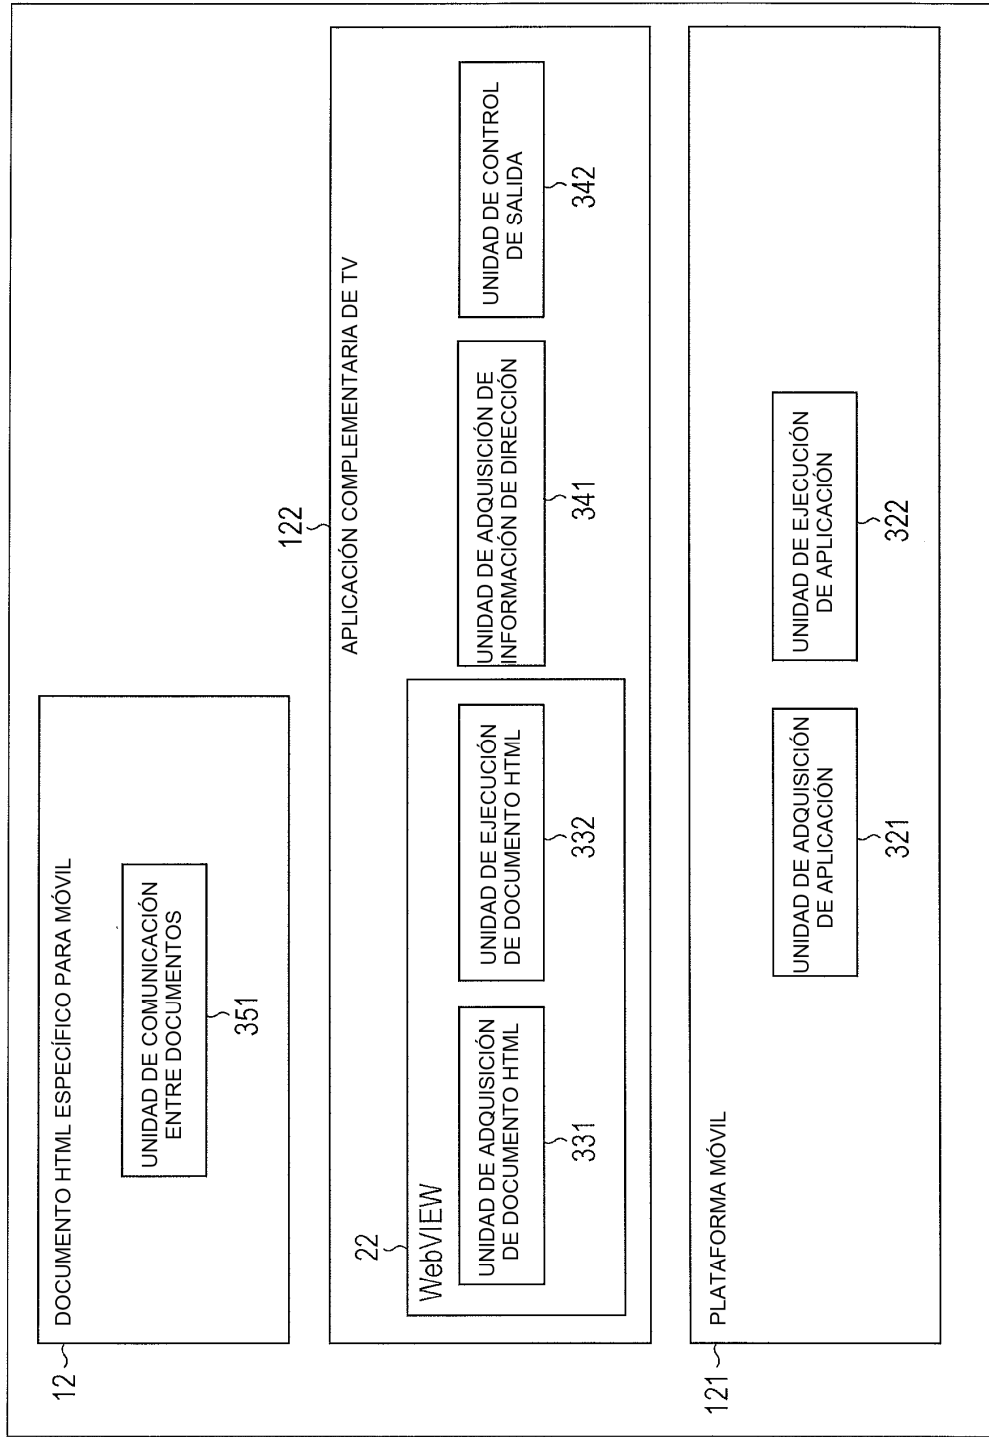 12
DOCUMENTO HTML ESPECÍFICO PARA MÓVIL
UNIDAD DE COMUNICACIÓN
ENTRE DOCUMENTOS
351
122
APLICACIÓN COMPLEMENTARIA DE TV
22
WebVIEW
UNIDAD DE ADQUISICIÓN
DE DOCUMENTO HTML
331
UNIDAD DE EJECUCIÓN
DE DOCUMENTO HTML
332
UNIDAD DE ADQUISICIÓN DE
INFORMACIÓN DE DIRECCIÓN
341
UNIDAD DE CONTROL
DE SALIDA
342
121
PLATAFORMA MÓVIL
UNIDAD DE ADQUISICIÓN
DE APLICACIÓN
321
UNIDAD DE EJECUCIÓN
DE APLICACIÓN
322